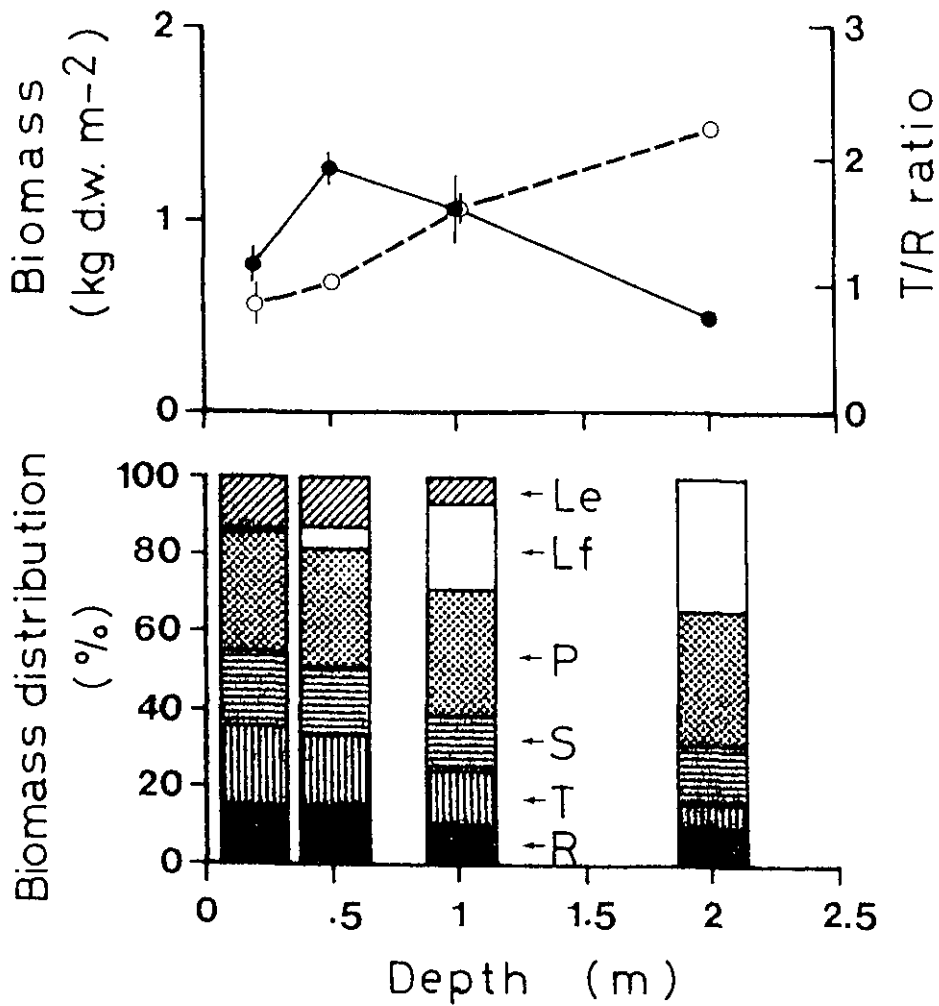 Biomass
(kg d.w. m-2)
2
1
0
3
2
1
0
T/R ratio
Biomass distribution
(%)
100
80
60
40
20
0
Le
Lf
P
S
T
R
0 .5 1 1.5 2 2.5
Depth (m)